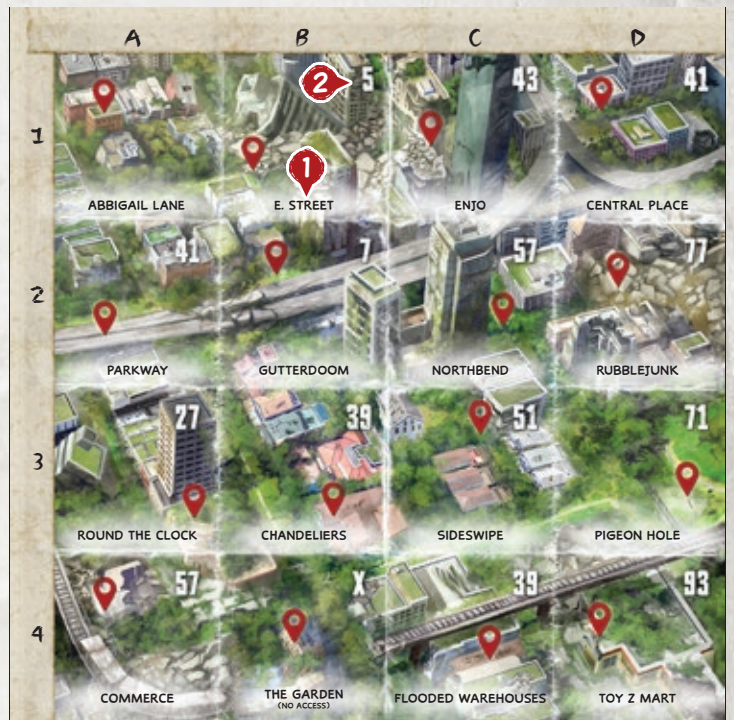 A B C D
1
2 5 43 41
1
ABBIGAIL LANE E. STREET ENJO CENTRAL PLACE
41 7 57 77
2
PARKWAY GUTTERDOOM NORTHBEND RUBBLEJUNK
27 39 51 71
3
ROUND THE CLOCK CHANDELIERS SIDESWIPE PIGEON HOLE
57 X 39 93
4
COMMERCE THE GARDEN FLOODED WAREHOUSES TOY Z MART
(NO ACCESS)